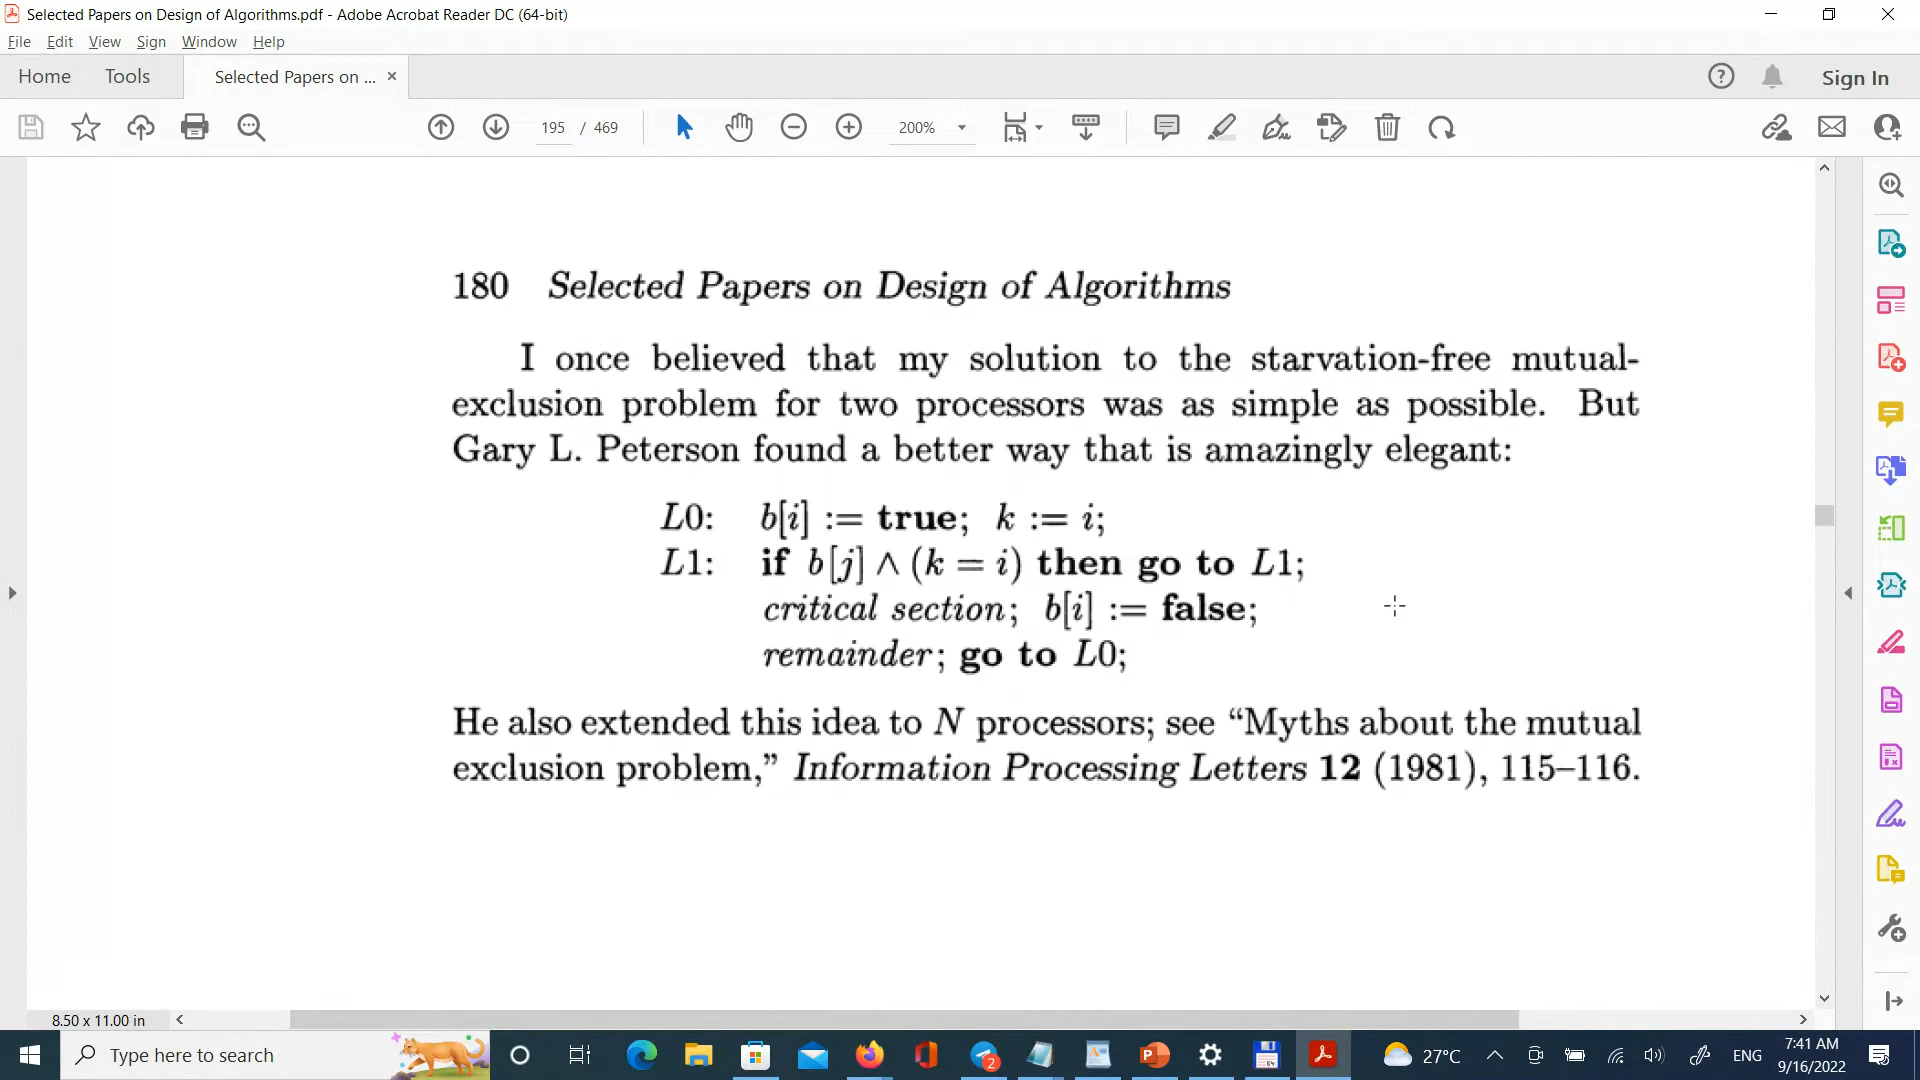 Selected Papers on Design of Algorithms.pdf - Adobe Acrobat Reader DC (64-bit)
File Edit View Sign Window Help
Home Tools Selected Papers on ... × Sign In
195 / 469 200%
180 Selected Papers on Design of Algorithms
I once believed that my solution to the starvation-free mutual-
exclusion problem for two processors was as simple as possible. But
Gary L. Peterson found a better way that is amazingly elegant:
L0: b[i] := true; k := i;
L1: if b[j] ∧ (k = i) then go to L1;
critical section; b[i] := false;
remainder; go to L0;
He also extended this idea to N processors; see “Myths about the mutual
exclusion problem,” Information Processing Letters 12 (1981), 115–116.
8.50 x 11.00 in
Type here to search 2 64 27°C ENG 7:41 AM
9/16/2022